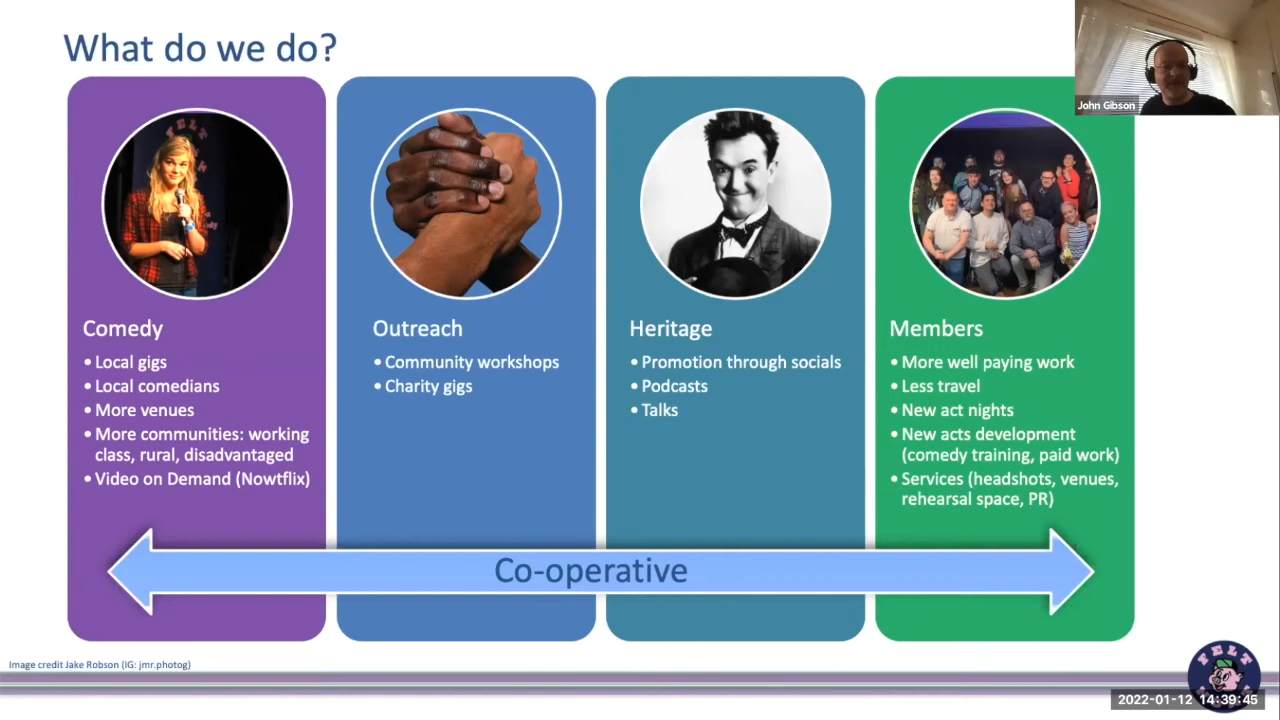 What do we do?
John Gibson
Comedy
• Local gigs
• Local comedians
• More venues
• More communities: working
class, rural, disadvantaged
• Video on Demand (Nowtflix)
Outreach
• Community workshops
• Charity gigs
Heritage
• Promotion through socials
• Podcasts
• Talks
Members
• More well paying work
• Less travel
• New act nights
• New acts development
(comedy training, paid work)
• Services (headshots, venues,
rehearsal space, PR)
Co-operative
Image credit Jake Robson (IG: jmr.photog)
FELT
2022-01-12 14:39:45